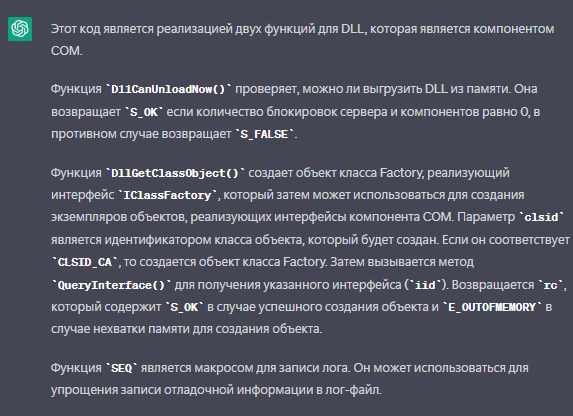 Этот код является реализацией двух функций для DLL, которая является компонентом
COM.
Функция `DllCanUnloadNow()` проверяет, можно ли выгрузить DLL из памяти. Она
возвращает `S_OK` если количество блокировок сервера и компонентов равно 0, в
противном случае возвращает `S_FALSE`.
Функция `DllGetClassObject()` создает объект класса Factory, реализующий
интерфейс `IClassFactory`, который затем может использоваться для создания
экземпляров объектов, реализующих интерфейсы компонента COM. Параметр `clsid`
является идентификатором класса объекта, который будет создан. Если он соответствует
`CLSID_CA`, то создается объект класса Factory. Затем вызывается метод
`QueryInterface()` для получения указанного интерфейса (`iid`). Возвращается `rc`,
который содержит `S_OK` в случае успешного создания объекта и `E_OUTOFMEMORY` в
случае нехватки памяти для создания объекта.
Функция `SEQ` является макросом для записи лога. Он может использоваться для
упрощения записи отладочной информации в лог-файл.